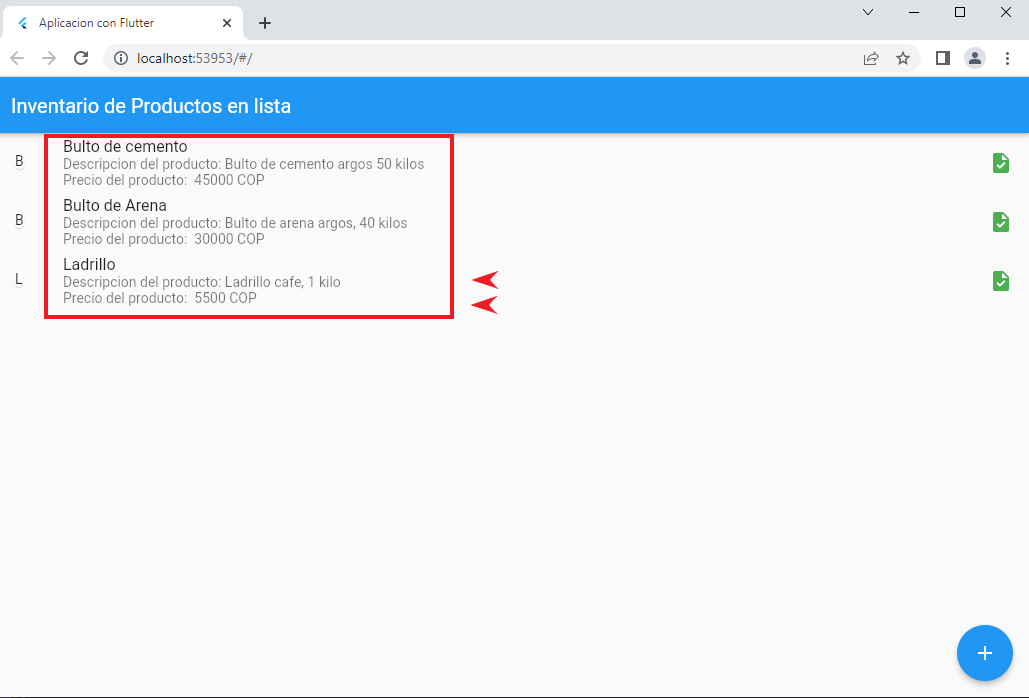 Aplicacion con Flutter
localhost:53953/#/
Inventario de Productos en lista
B
Bulto de cemento
Descripcion del producto: Bulto de cemento argos 50 kilos
Precio del producto:  45000 COP
B
Bulto de Arena
Descripcion del producto: Bulto de arena argos, 40 kilos
Precio del producto:  30000 COP
L
Ladrillo
Descripcion del producto: Ladrillo cafe, 1 kilo
Precio del producto:  5500 COP